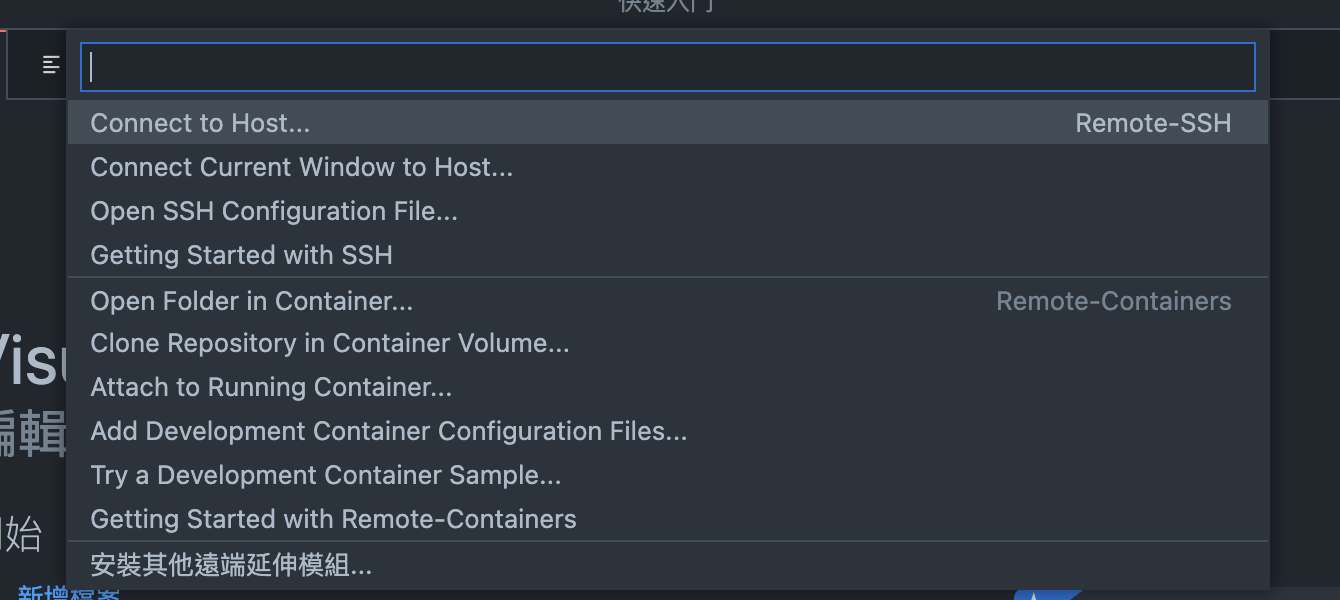 快速入門
Connect to Host... Remote-SSH
Connect Current Window to Host...
Open SSH Configuration File...
Getting Started with SSH
Open Folder in Container... Remote-Containers
Clone Repository in Container Volume...
Visu
Attach to Running Container...
編輯
Add Development Container Configuration Files...
Try a Development Container Sample...
Getting Started with Remote-Containers
始
安裝其他遠端延伸模組...
新增檔案